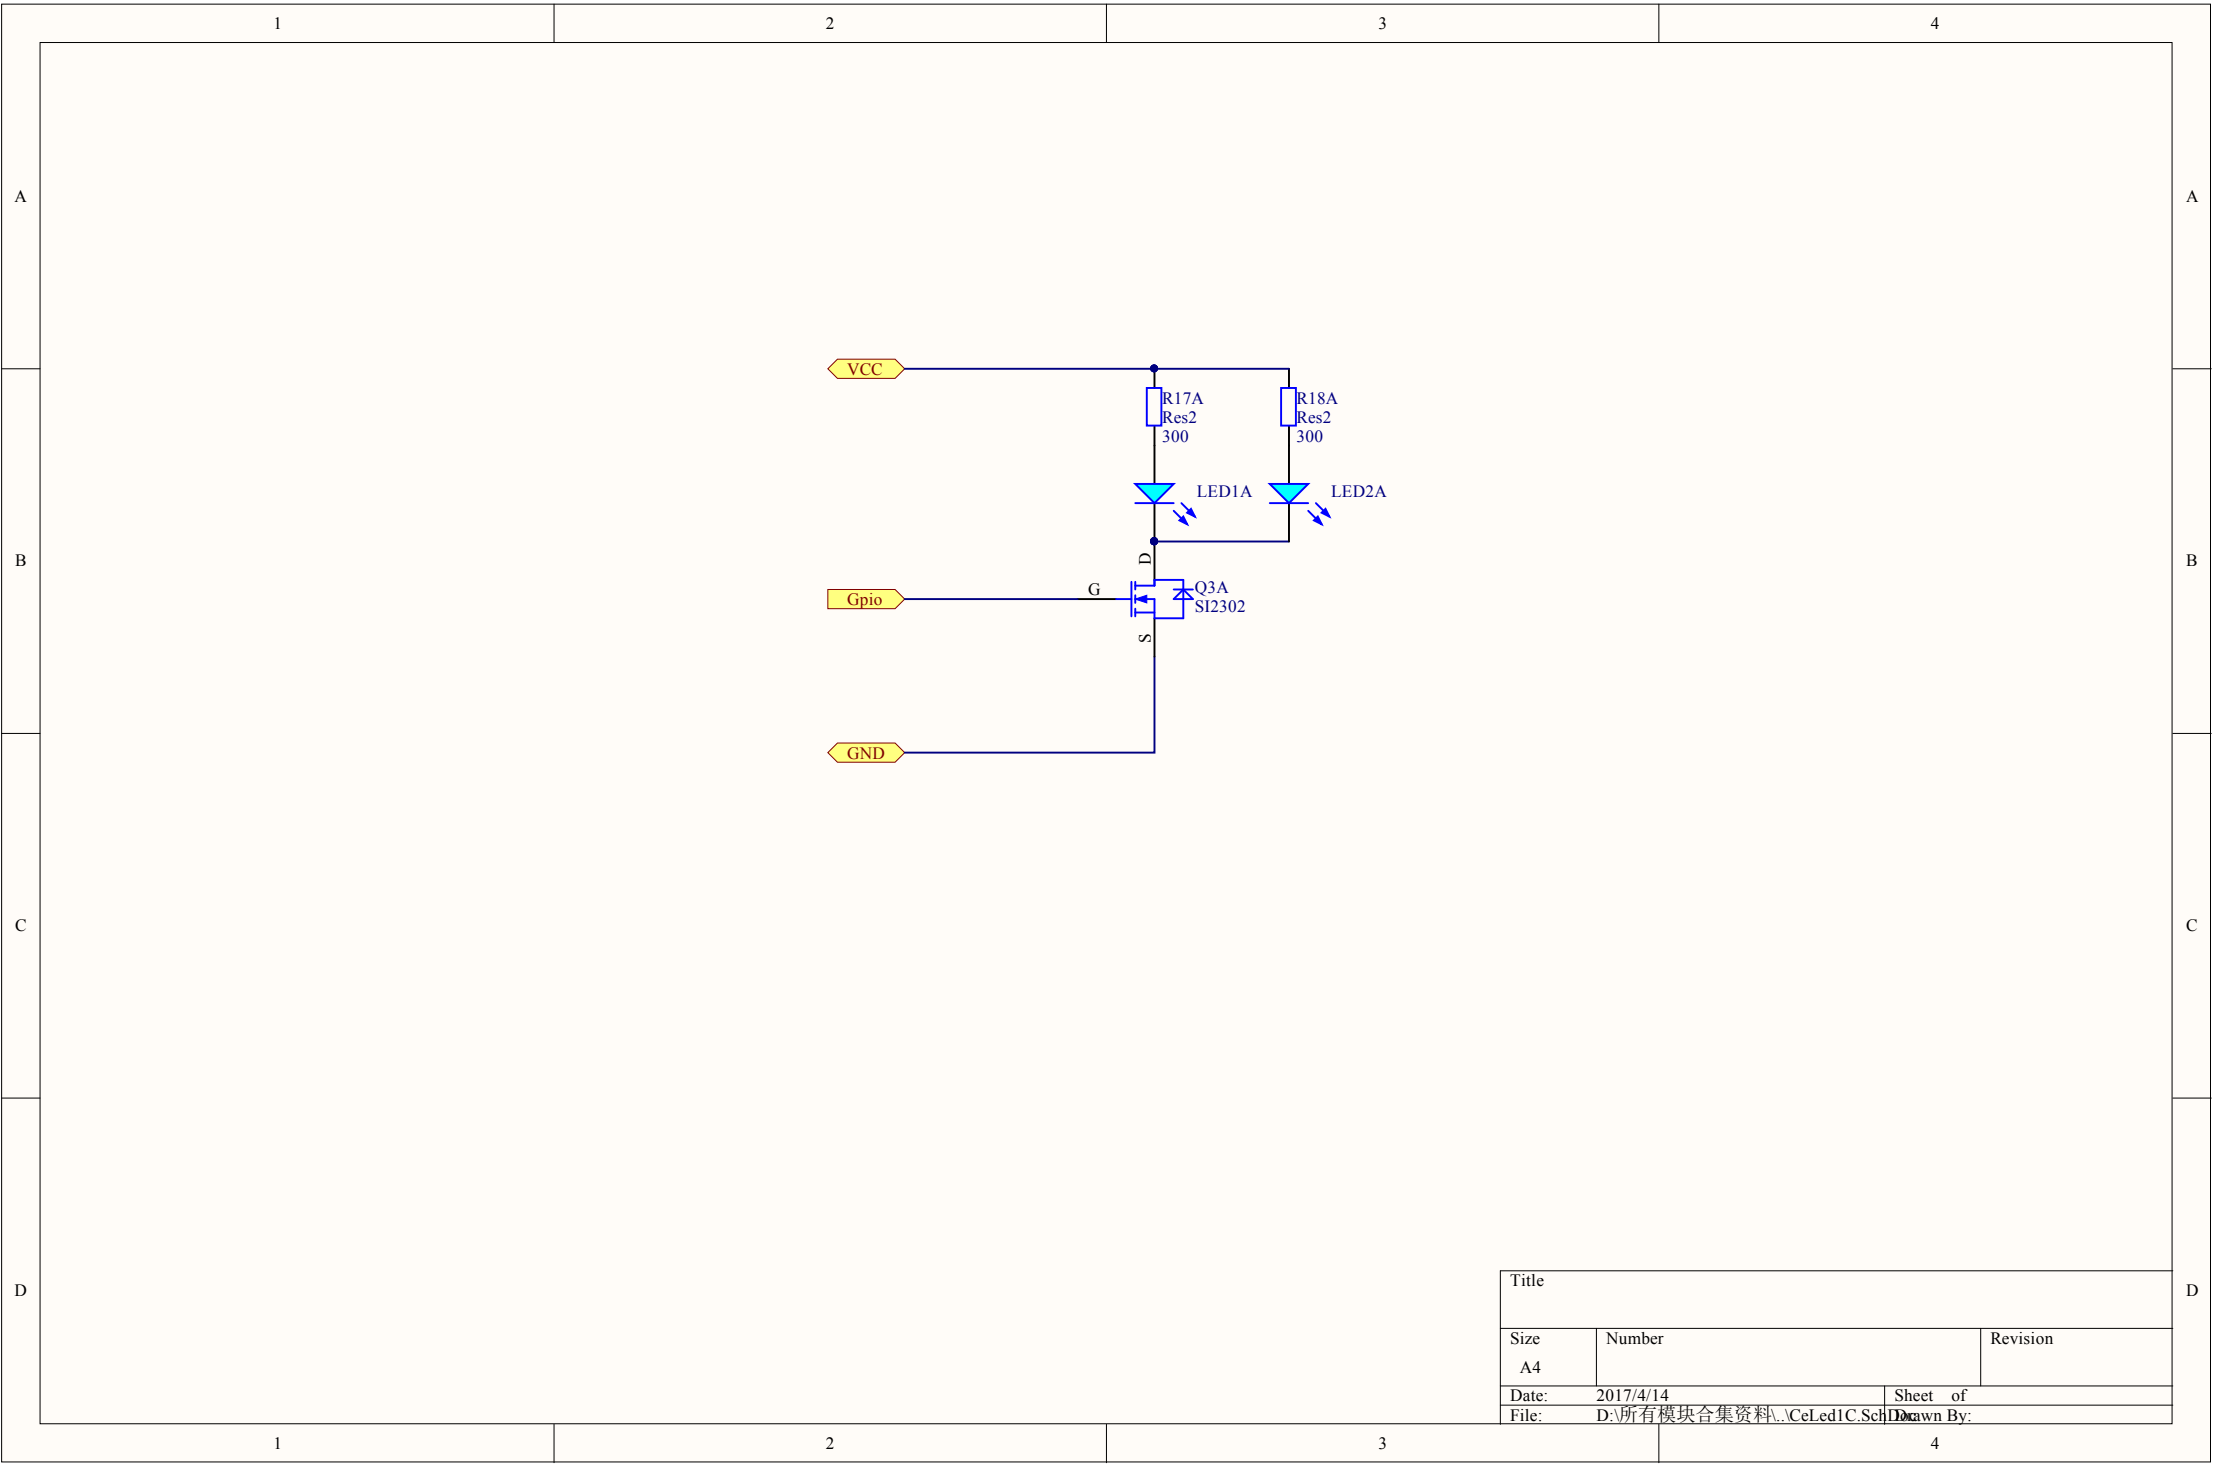 1 2 3 4
A A
VCC
R17A R18A
Res2 Res2
300 300
LED1A LED2A
D
B B
G Q3A
Gpio SI2302
S
GND
C C
Title
D D
Size Number Revision
A4
Date: 2017/4/14 Sheet of
File: D:\所有模块合集资料\..\CeLed1C.SchDoc Drawn By:
1 2 3 4